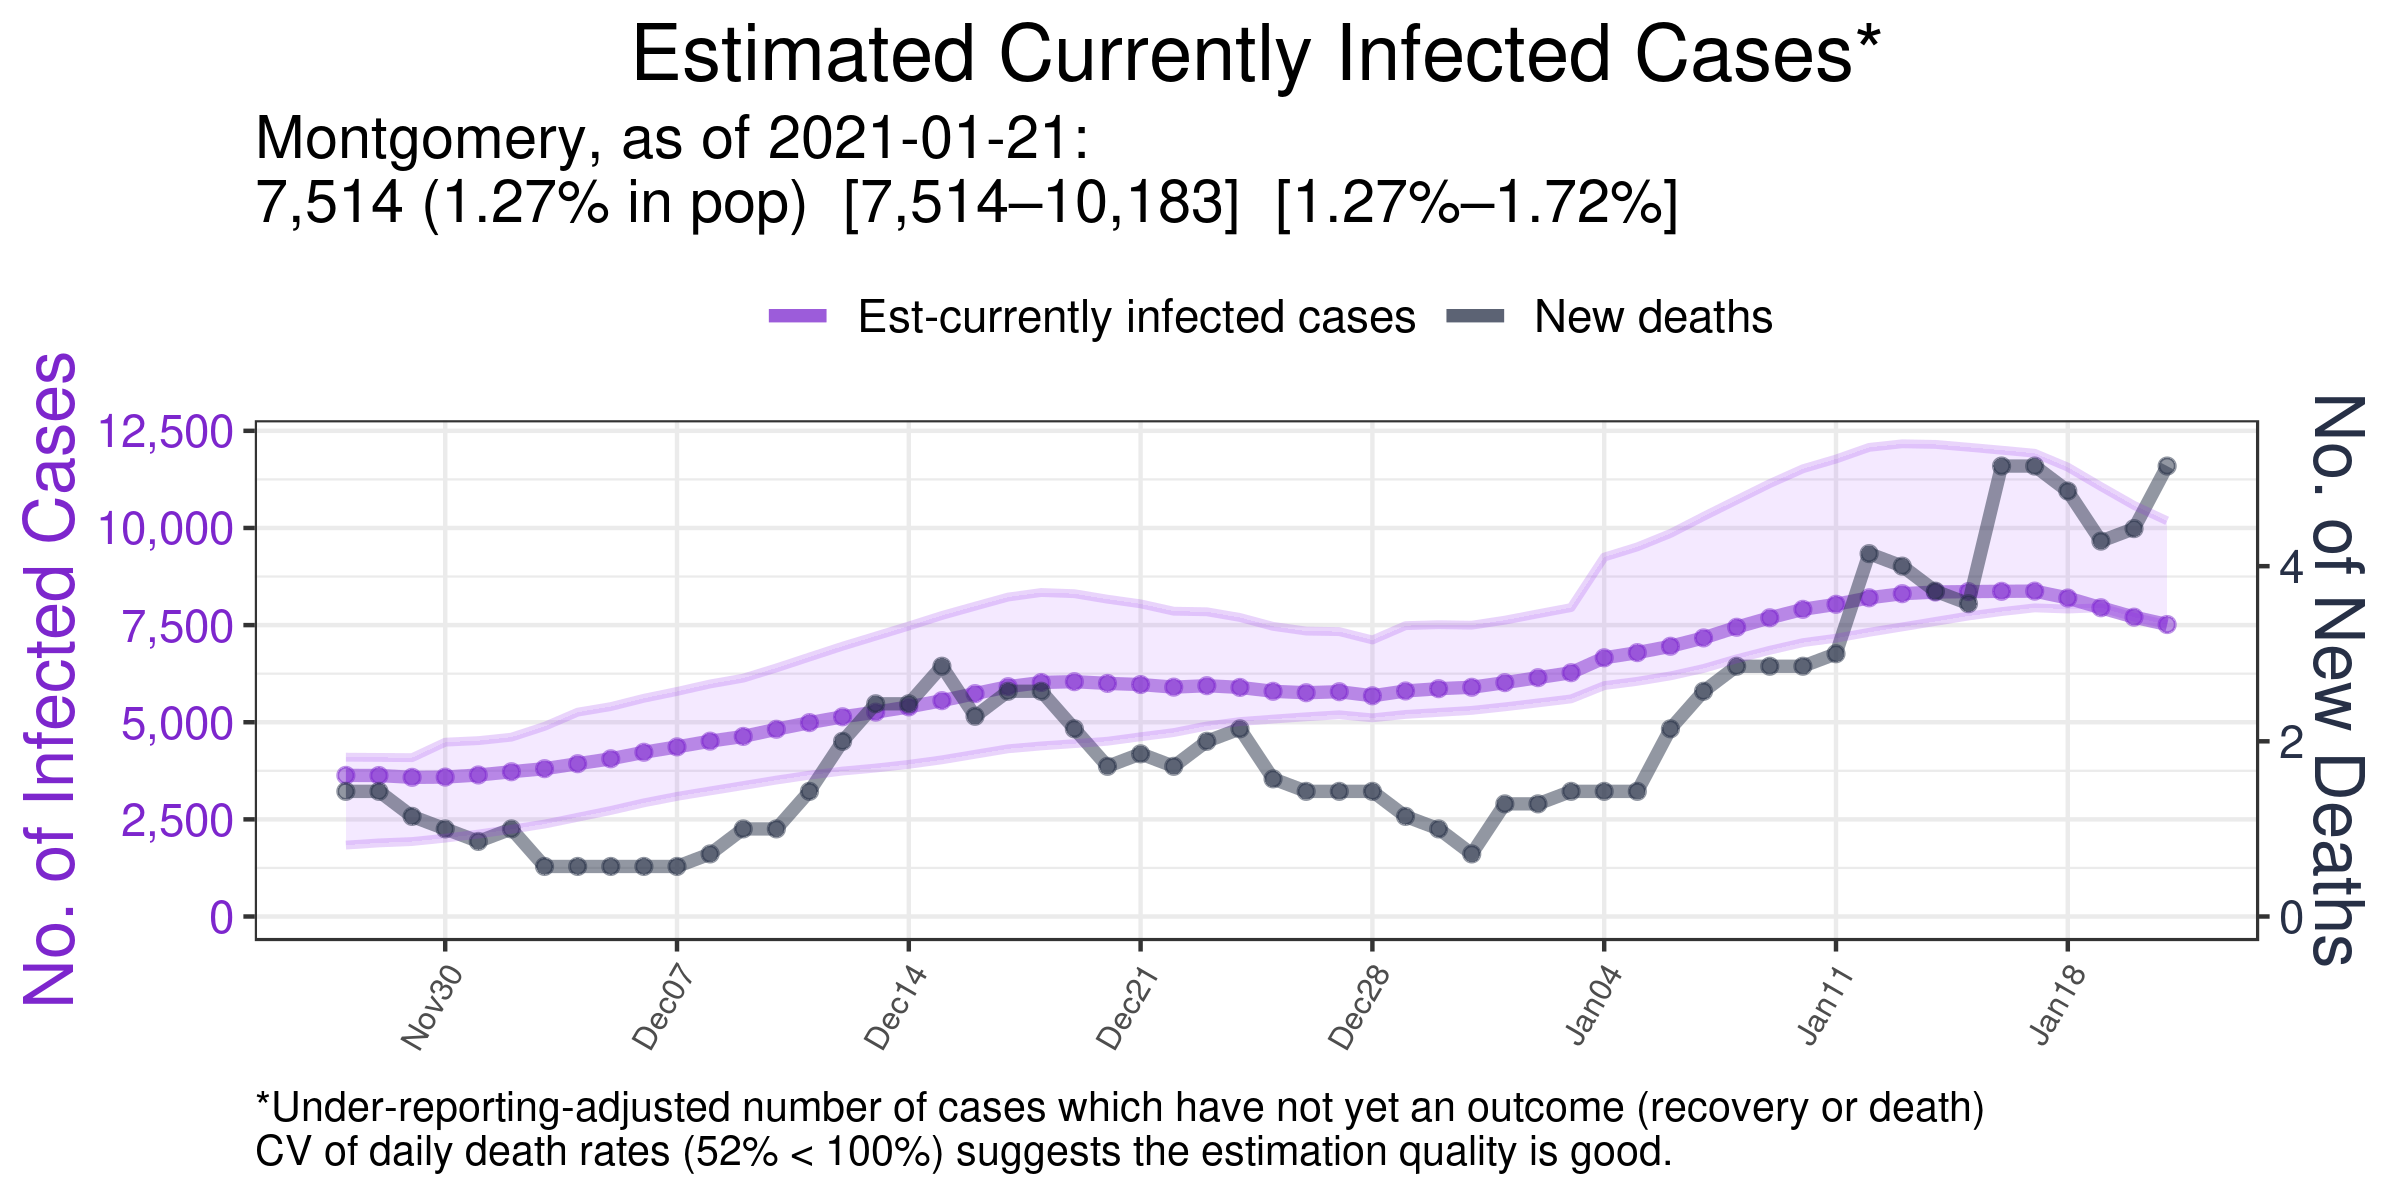 Estimated Currently Infected Cases*
Montgomery, as of 2021-01-21:
7,514 (1.27% in pop)  [7,514–10,183]  [1.27%–1.72%]
Est-currently infected cases
New deaths
No. of Infected Cases
12,500
10,000
7,500
5,000
2,500
0
No. of New Deaths
4
2
0
Nov30
Dec07
Dec14
Dec21
Dec28
Jan04
Jan11
Jan18
*Under-reporting-adjusted number of cases which have not yet an outcome (recovery or death)
CV of daily death rates (52% < 100%) suggests the estimation quality is good.